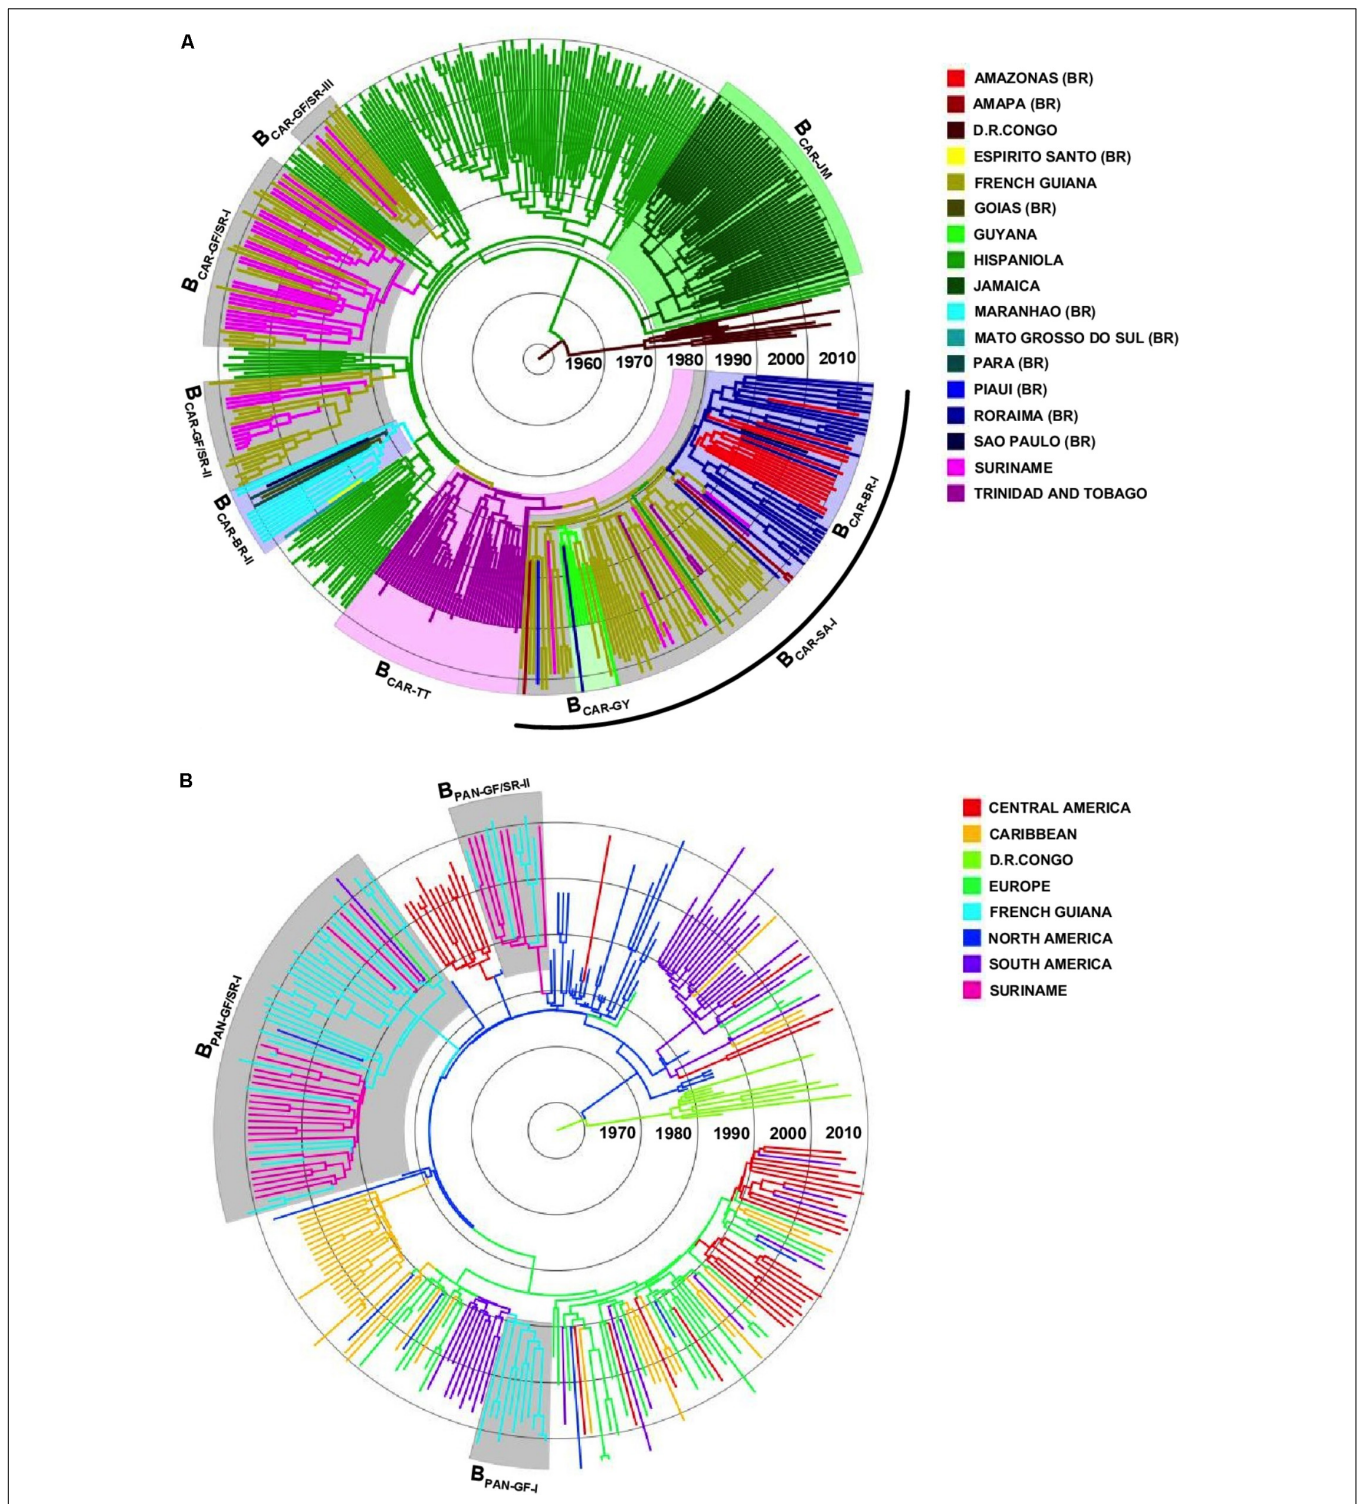 A
B CAR-GF/SR-III
B CAR-JM
B CAR-GF/SR-I
B CAR-GF/SR-II
B CAR-BR-II
B CAR-TT
B CAR-GY
B CAR-SA-I
B CAR-BR-I
1960 1970 1980 1990 2000 2010
AMAZONAS (BR)
AMAPA (BR)
D.R.CONGO
ESPIRITO SANTO (BR)
FRENCH GUIANA
GOIAS (BR)
GUYANA
HISPANIOLA
JAMAICA
MARANHAO (BR)
MATO GROSSO DO SUL (BR)
PARA (BR)
PIAUI (BR)
RORAIMA (BR)
SAO PAULO (BR)
SURINAME
TRINIDAD AND TOBAGO
B
B PAN-GF/SR-II
B PAN-GF/SR-I
B PAN-GF-I
1970 1980 1990 2000 2010
CENTRAL AMERICA
CARIBBEAN
D.R.CONGO
EUROPE
FRENCH GUIANA
NORTH AMERICA
SOUTH AMERICA
SURINAME